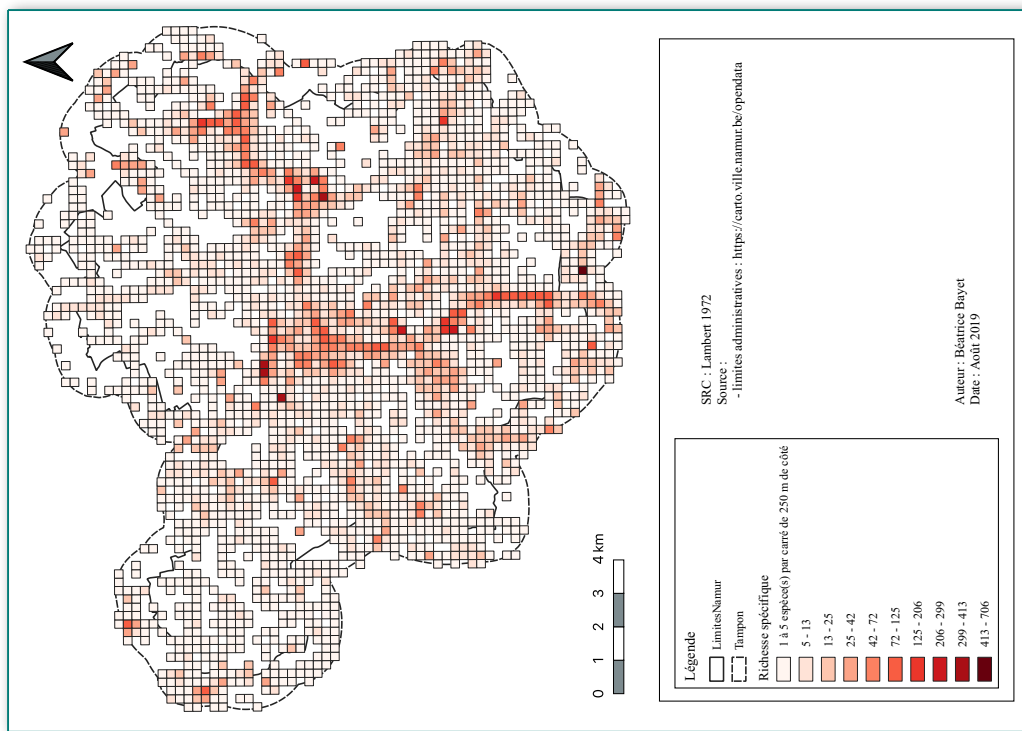 0 1 2 3 4 km
Légende
LimitesNamur
Tampon
Richesse spécifique
1 à 5 espèce(s) par carré de 250 m de côté
5 - 13
13 - 25
25 - 42
42 - 72
72 - 125
125 - 206
206 - 299
299 - 413
413 - 706
SRC : Lambert 1972
Source :
- limites administratives : https://carto.ville.namur.be/opendata
Auteur : Béatrice Bayet
Date : Août 2019